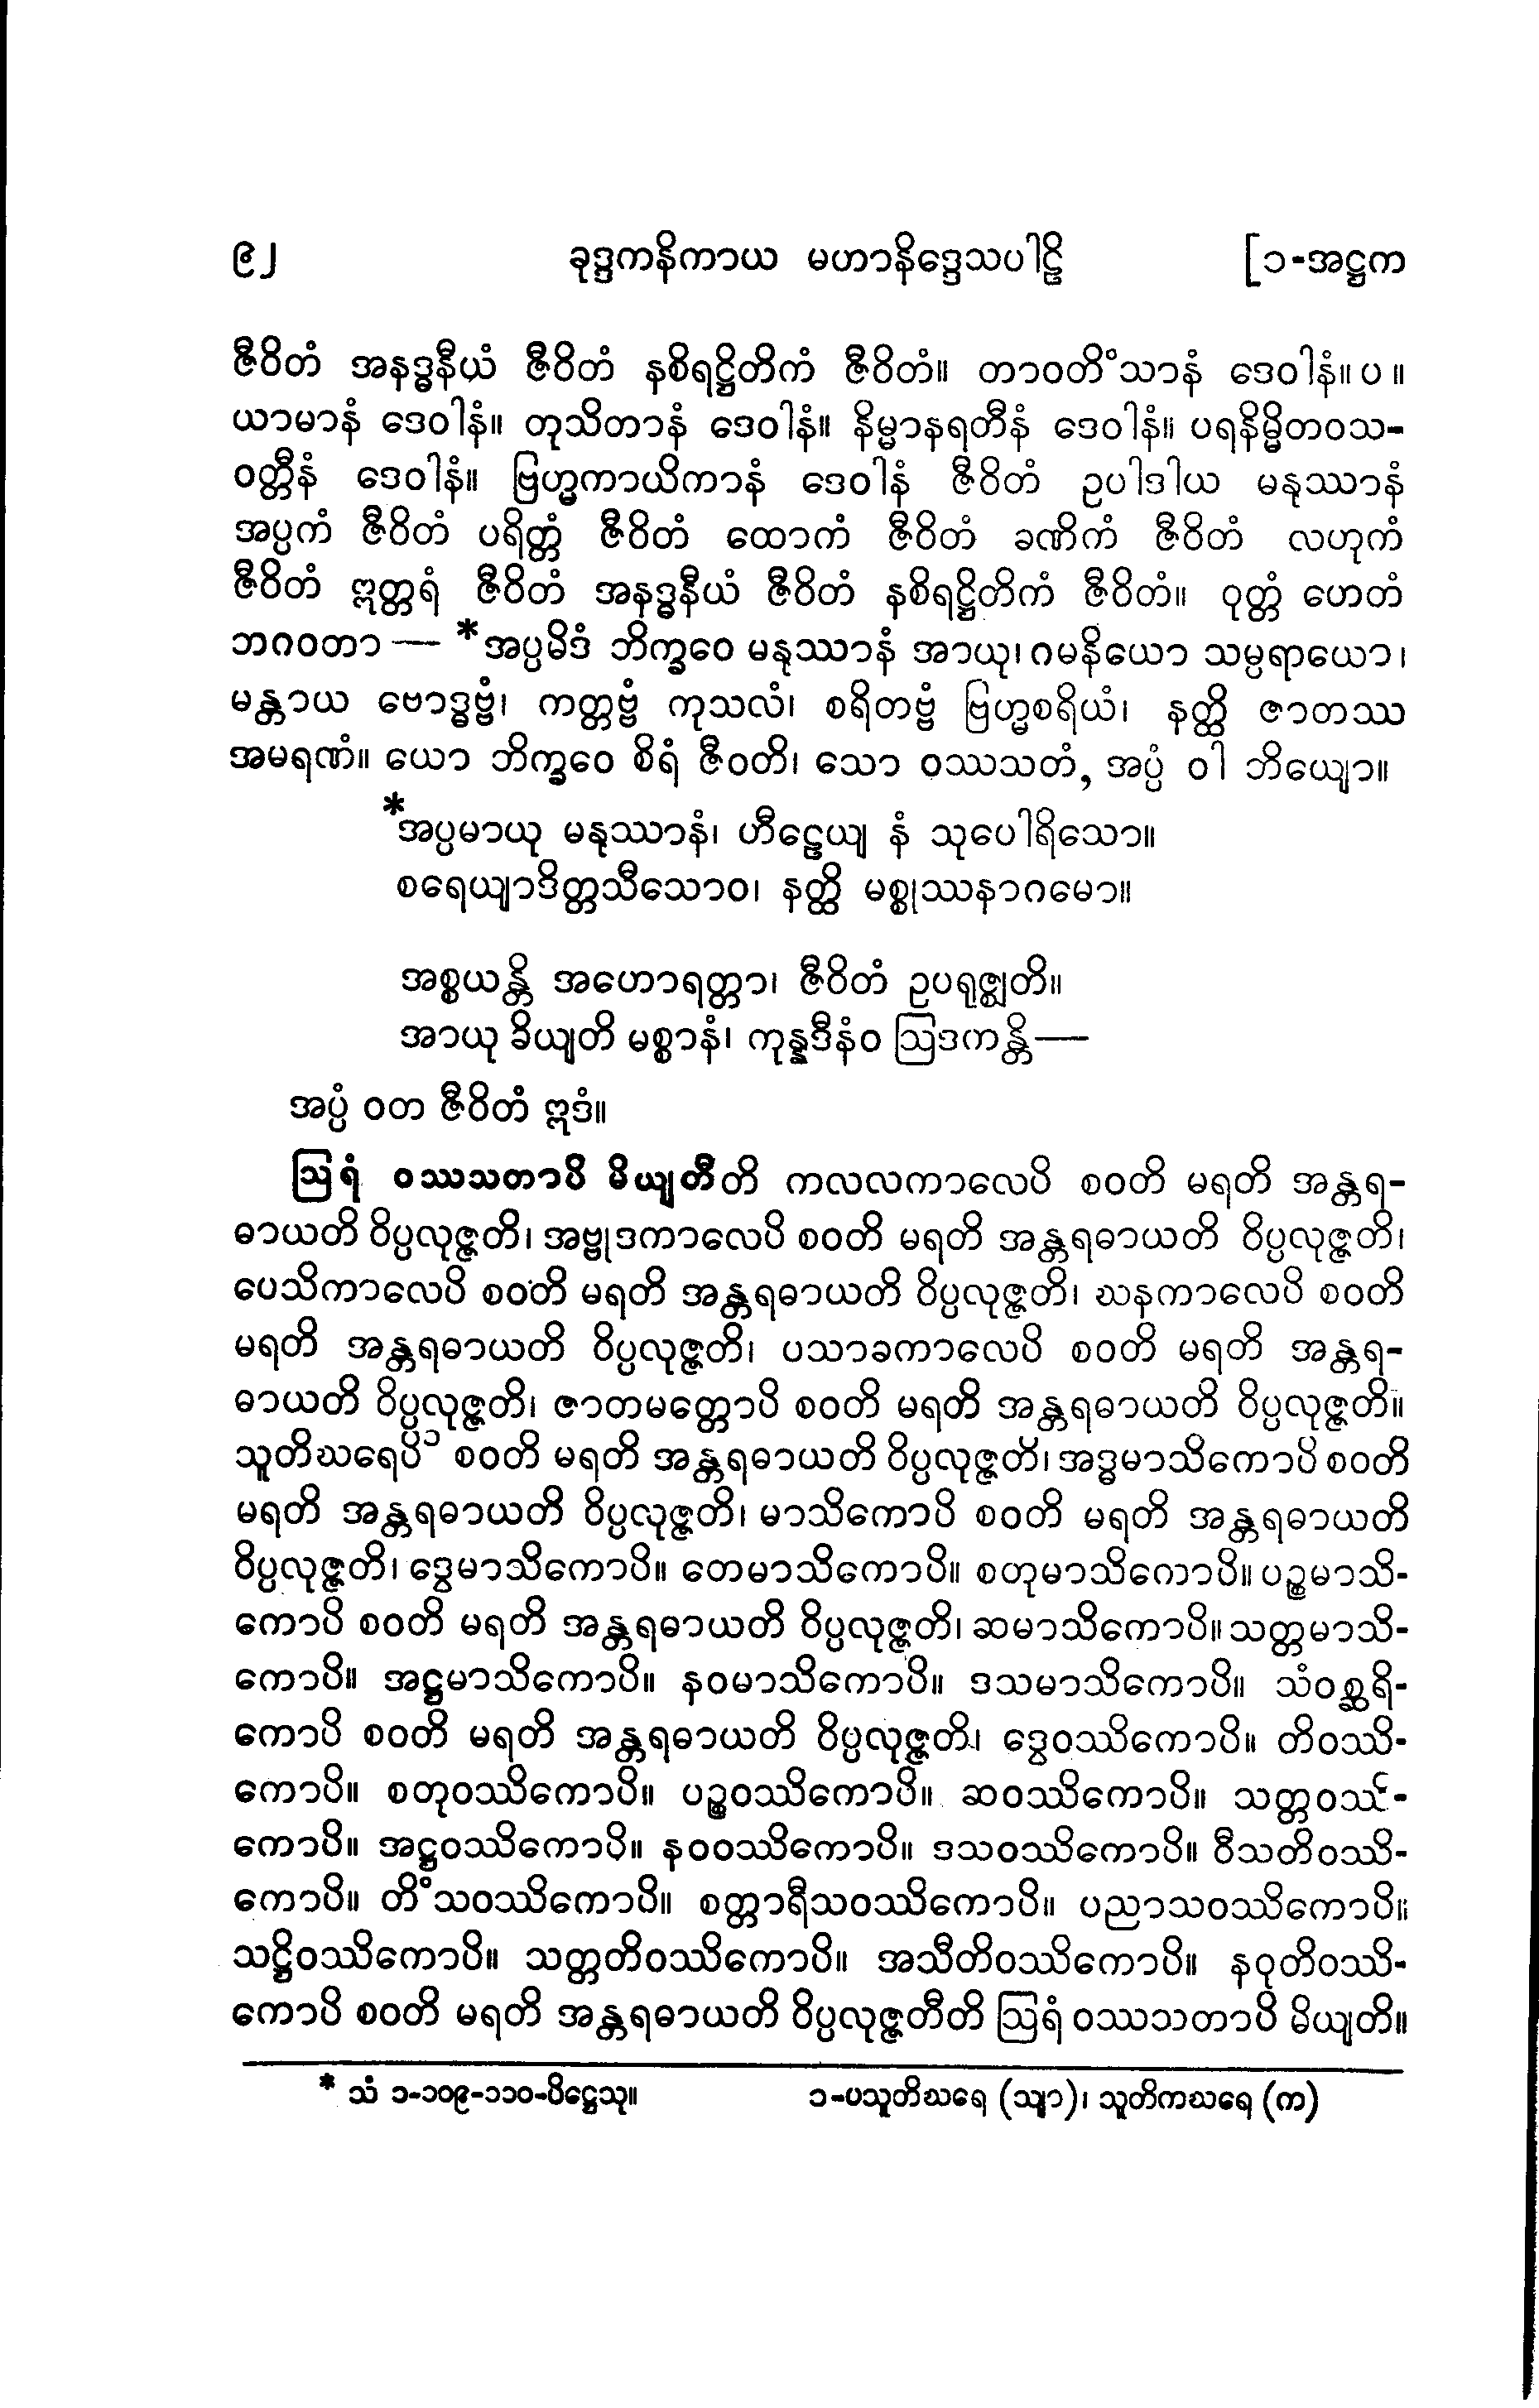 ၉၂ ခုဒ္ဒကနိကာယ မဟာနိဒ္ဒေသပါဠိ [၁-အဋ္ဌက
ဇီဝိတံ အနဒ္ဓနီယံ ဇီဝိတံ နစိရဋ္ဌိတိကံ ဇီဝိတံ။ တာဝတိံသာနံ ဒေဝါနံ။ ပ ။
ယာမာနံ ဒေဝါနံ။ တုသိတာနံ ဒေဝါနံ။ နိမ္မာနရတီနံ ဒေဝါနံ။ ပရနိမ္မိတဝသ-
ဝတ္တီနံ ဒေဝါနံ။ ဗြဟ္မကာယိကာနံ ဒေဝါနံ ဇီဝိတံ ဥပါဒါယ မနုဿာနံ
အပ္ပကံ ဇီဝိတံ ပရိတ္တံ ဇီဝိတံ ထောကံ ဇီဝိတံ ခဏိကံ ဇီဝိတံ လဟုကံ
ဇီဝိတံ ဣတ္တရံ ဇီဝိတံ အနဒ္ဓနီယံ ဇီဝိတံ နစိရဋ္ဌိတိကံ ဇီဝိတံ။ ဝုတ္တံ ဟေတံ
ဘဂဝတာ — *အပ္ပမိဒံ ဘိက္ခဝေ မနုဿာနံ အာယု၊ ဂမနိယော သမ္ပရာယော၊
မန္တာယ ဗောဒ္ဓဗ္ဗံ၊ ကတ္တဗ္ဗံ ကုသလံ၊ စရိတဗ္ဗံ ဗြဟ္မစရိယံ၊ နတ္ထိ ဇာတဿ
အမရဏံ။ ယော ဘိက္ခဝေ စိရံ ဇီဝတိ၊ သော ဝဿသတံ, အပ္ပံ ဝါ ဘိယျော။
*အပ္ပမာယု မနုဿာနံ၊ ဟီဠေယျ နံ သုပေါရိသော။
စရေယျာဒိတ္တသီသောဝ၊ နတ္ထိ မစ္စုဿနာဂမော။
အစ္စယန္တိ အဟောရတ္တာ၊ ဇီဝိတံ ဥပရုဇ္ဈတိ။
အာယု ခိယျတိ မစ္စာနံ၊ ကုန္နဒီနံဝ ဩဒကန္တိ—
အပ္ပံ ဝတ ဇီဝိတံ ဣဒံ။
ဩရံ ဝဿသတာပိ မိယျတီတိ ကလလကာလေပိ စဝတိ မရတိ အန္တရ-
ဓာယတိ ဝိပ္ပလုဇ္ဇတိ၊ အဗ္ဗုဒကာလေပိ စဝတိ မရတိ အန္တရဓာယတိ ဝိပ္ပလုဇ္ဇတိ၊
ပေသိကာလေပိ စဝတိ မရတိ အန္တရဓာယတိ ဝိပ္ပလုဇ္ဇတိ၊ ဃနကာလေပိ စဝတိ
မရတိ အန္တရဓာယတိ ဝိပ္ပလုဇ္ဇတိ၊ ပသာခကာလေပိ စဝတိ မရတိ အန္တရ-
ဓာယတိ ဝိပ္ပလုဇ္ဇတိ၊ ဇာတမတ္တောပိ စဝတိ မရတိ အန္တရဓာယတိ ဝိပ္ပလုဇ္ဇတိ။
သူတိဃရေပိ၁ စဝတိ မရတိ အန္တရဓာယတိ ဝိပ္ပလုဇ္ဇတိ၊ အဒ္ဓမာသိကောပိ စဝတိ
မရတိ အန္တရဓာယတိ ဝိပ္ပလုဇ္ဇတိ၊ မာသိကောပိ စဝတိ မရတိ အန္တရဓာယတိ
ဝိပ္ပလုဇ္ဇတိ၊ ဒွေမာသိကောပိ။ တေမာသိကောပိ။ စတုမာသိကောပိ။ ပဉ္စမာသိ-
ကောပိ စဝတိ မရတိ အန္တရဓာယတိ ဝိပ္ပလုဇ္ဇတိ၊ ဆမာသိကောပိ။ သတ္တမာသိ-
ကောပိ။ အဋ္ဌမာသိကောပိ။ နဝမာသိကောပိ။ ဒသမာသိကောပိ။ သံဝစ္ဆရိ-
ကောပိ စဝတိ မရတိ အန္တရဓာယတိ ဝိပ္ပလုဇ္ဇတိ၊ ဒွေဝဿိကောပိ။ တိဝဿိ-
ကောပိ။ စတုဝဿိကောပိ။ ပဉ္စဝဿိကောပိ။ ဆဝဿိကောပိ။ သတ္တဝဿိ-
ကောပိ။ အဋ္ဌဝဿိကောပိ။ နဝဝဿိကောပိ။ ဒသဝဿိကောပိ။ ဝီသတိဝဿိ-
ကောပိ။ တိံသဝဿိကောပိ။ စတ္တာရီသဝဿိကောပိ။ ပညာသဝဿိကောပိ။
သဋ္ဌိဝဿိကောပိ။ သတ္တတိဝဿိကောပိ။ အသီတိဝဿိကောပိ။ နဝုတိဝဿိ-
ကောပိ စဝတိ မရတိ အန္တရဓာယတိ ဝိပ္ပလုဇ္ဇတီတိ ဩရံ ဝဿသတာပိ မိယျတိ။
* သံ ၁-၁၀၉-၁၁၀-ပိဋ္ဌေသု။ ၁-ပသူတိဃရေ (သျာ)၊ သူတိကဃရေ (က)